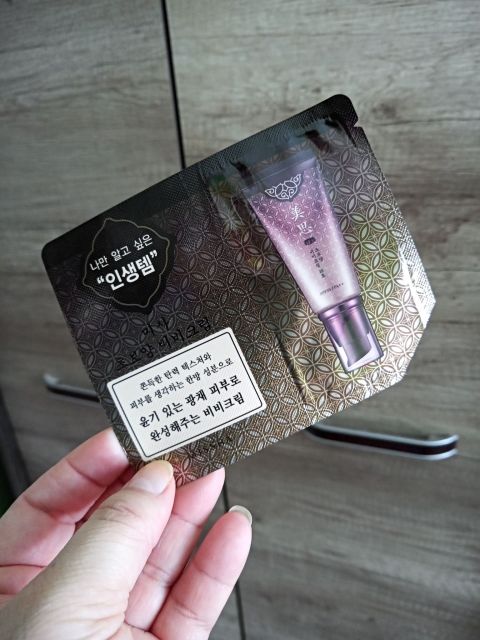 나만 알고 싶은
“인생템”
미사
초보양 비비크림
쫀득한 탄력 텍스처와
피부를 생각하는 한방 성분으로
윤기 있는 광채 피부로
완성해주는 비비크림
美思